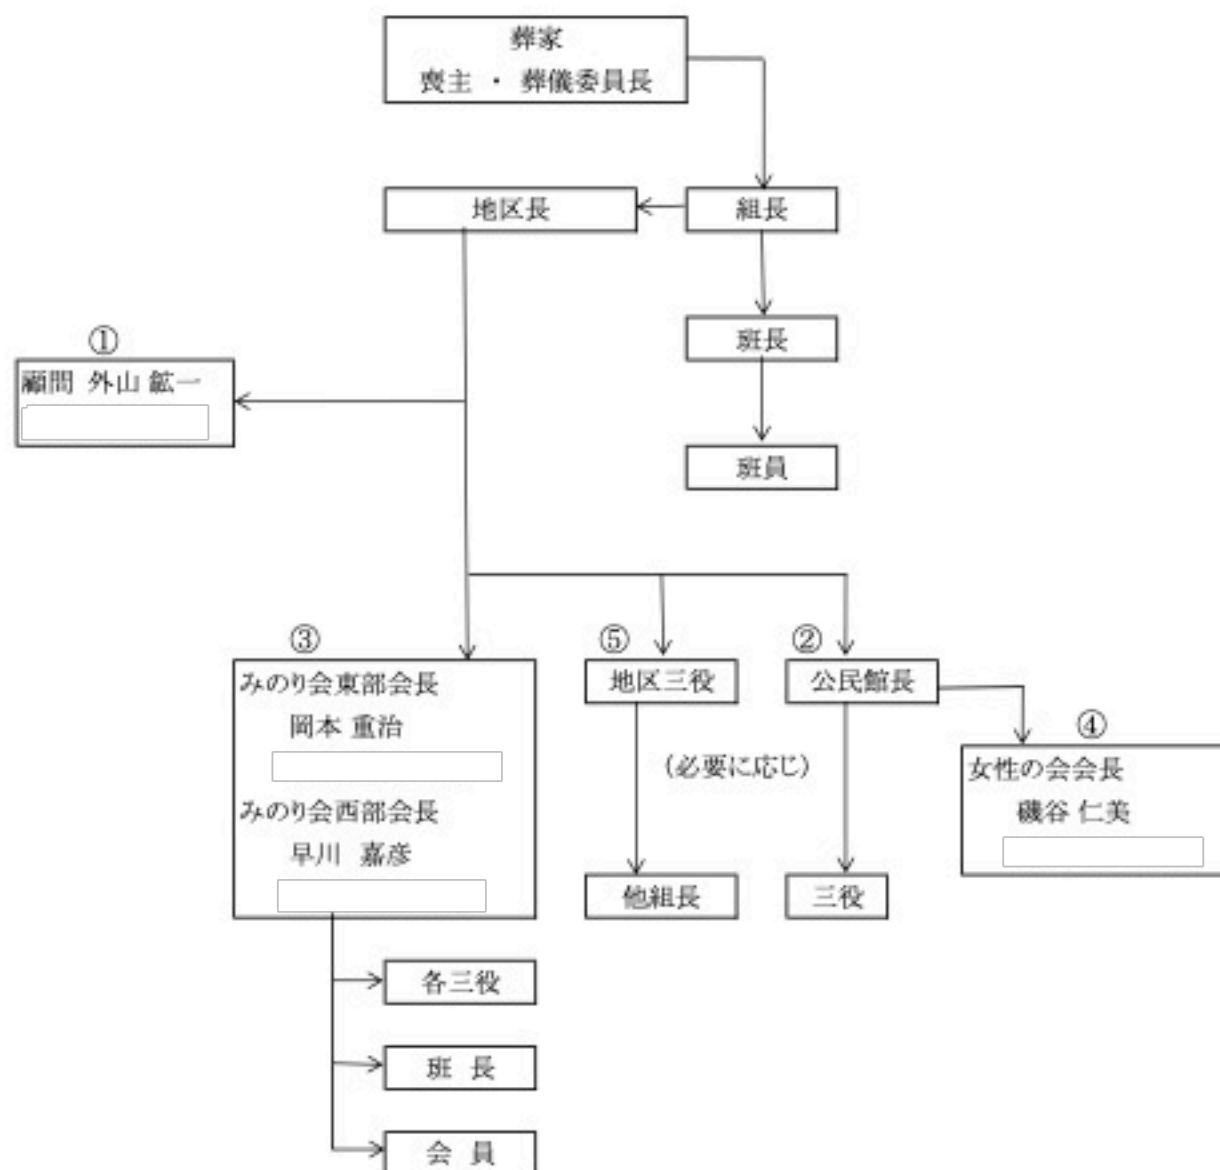 葬家
喪主 ・ 葬儀委員長
地区長
組長
班長
班員
①
顧問 外山 鉱一
③
みのり会東部会長
岡本 重治
みのり会西部会長
早川 嘉彦
⑤
地区三役
②
公民館長
(必要に応じ)
④
女性の会会長
磯谷 仁美
他組長
三役
各三役
班 長
会 員